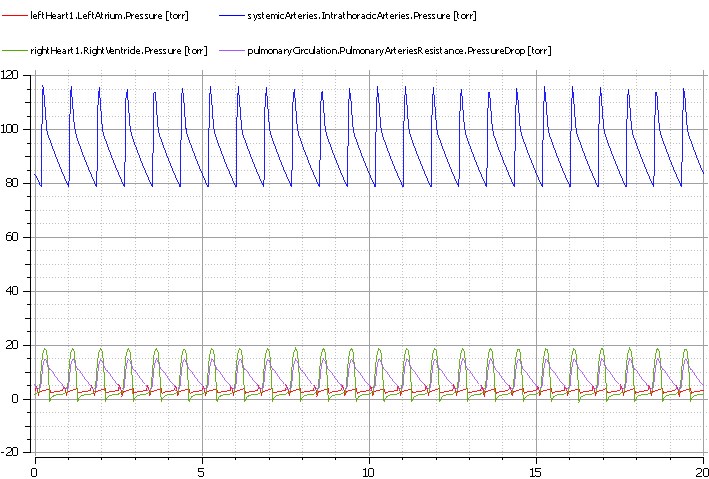 leftHeart1.LeftAtrium.Pressure [torr] systemicArteries.IntrathoracicArteries.Pressure [torr]
rightHeart1.RightVentricle.Pressure [torr] pulmonaryCirculation.PulmonaryArteriesResistance.PressureDrop [torr]
120
100
80
60
40
20
0
-20
0 5 10 15 20